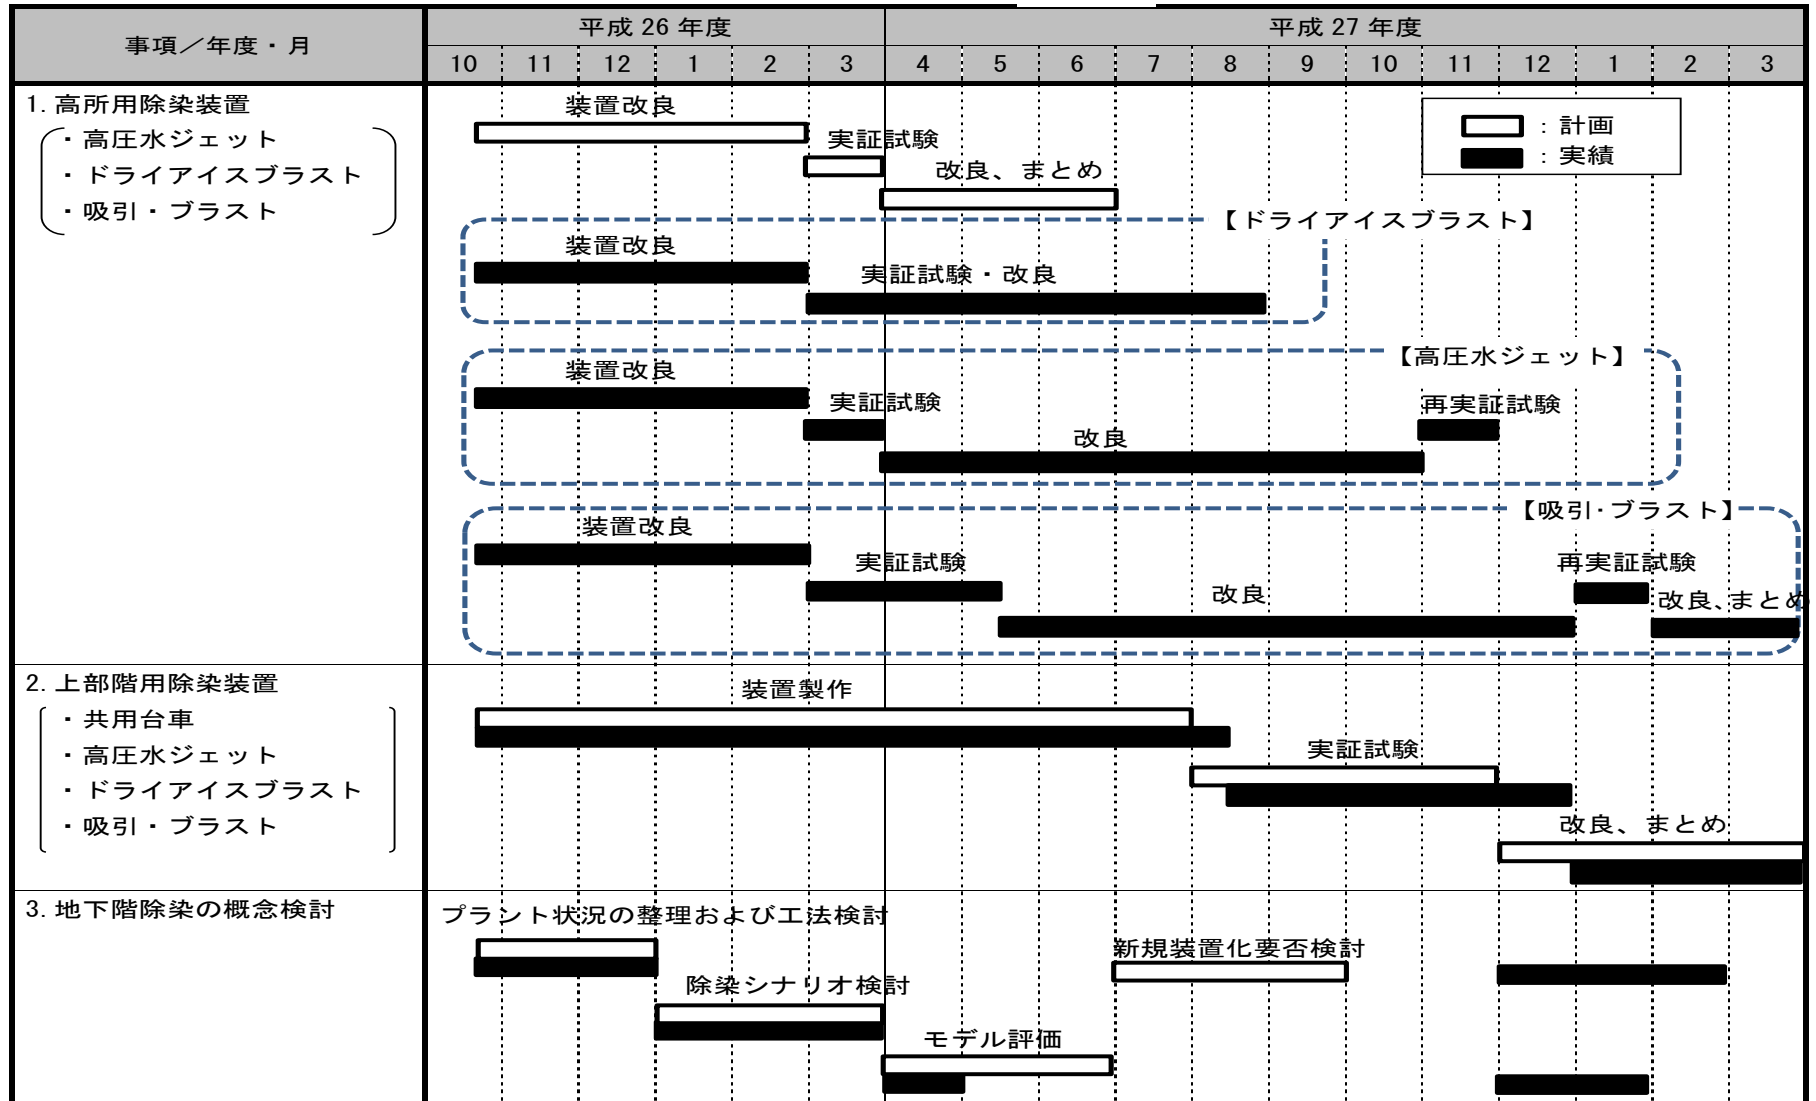 事項／年度・月
平成 26 年度
平成 27 年度
10 11 12 1 2 3 4 5 6 7 8 9 10 11 12 1 2 3
1. 高所用除染装置
・高圧水ジェット
・ドライアイスブラスト
・吸引・ブラスト
装置改良
実証試験
改良、まとめ
：計画
：実績
【ドライアイスブラスト】
装置改良
実証試験・改良
【高圧水ジェット】
装置改良
実証試験
再実証試験
改良
【吸引・ブラスト】
装置改良
実証試験
再実証試験
改良
改良、まとめ
2. 上部階用除染装置
・共用台車
・高圧水ジェット
・ドライアイスブラスト
・吸引・ブラスト
装置製作
実証試験
改良、まとめ
3. 地下階除染の概念検討
プラント状況の整理および工法検討
新規装置化要否検討
除染シナリオ検討
モデル評価